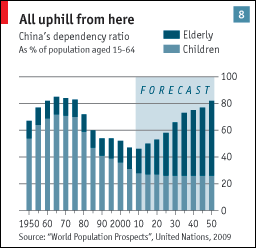 All uphill from here
8
China's dependency ratio
As % of population aged 15-64
Elderly
Children
FORECAST
100
80
60
40
20
0
1950 60 70 80 90 2000 10 20 30 40 50
Source: "World Population Prospects", United Nations, 2009